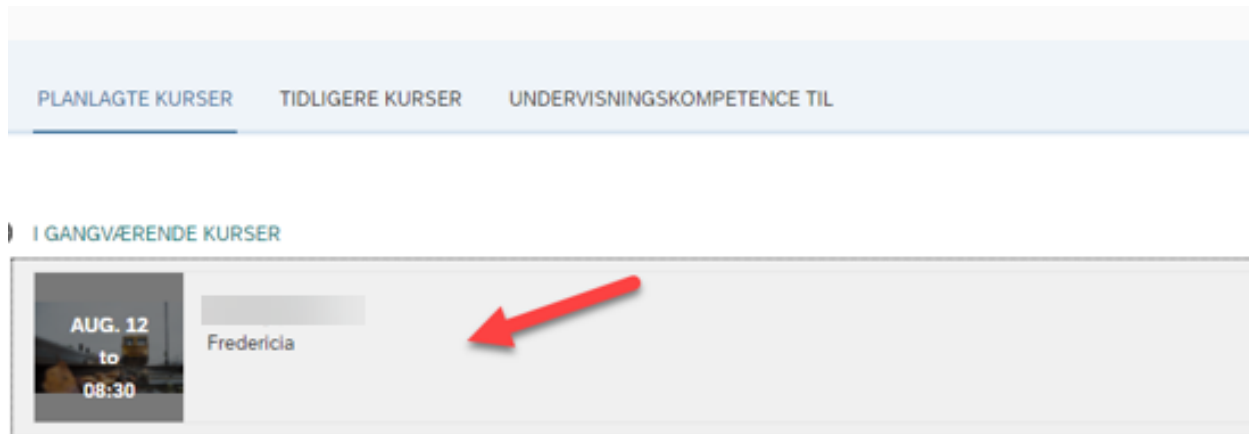 PLANLAGTE KURSER TIDLIGERE KURSER UNDERVISNINGSKOMPETENCE TIL
I GANGVÆRENDE KURSER
AUG. 12
to
08:30
Fredericia